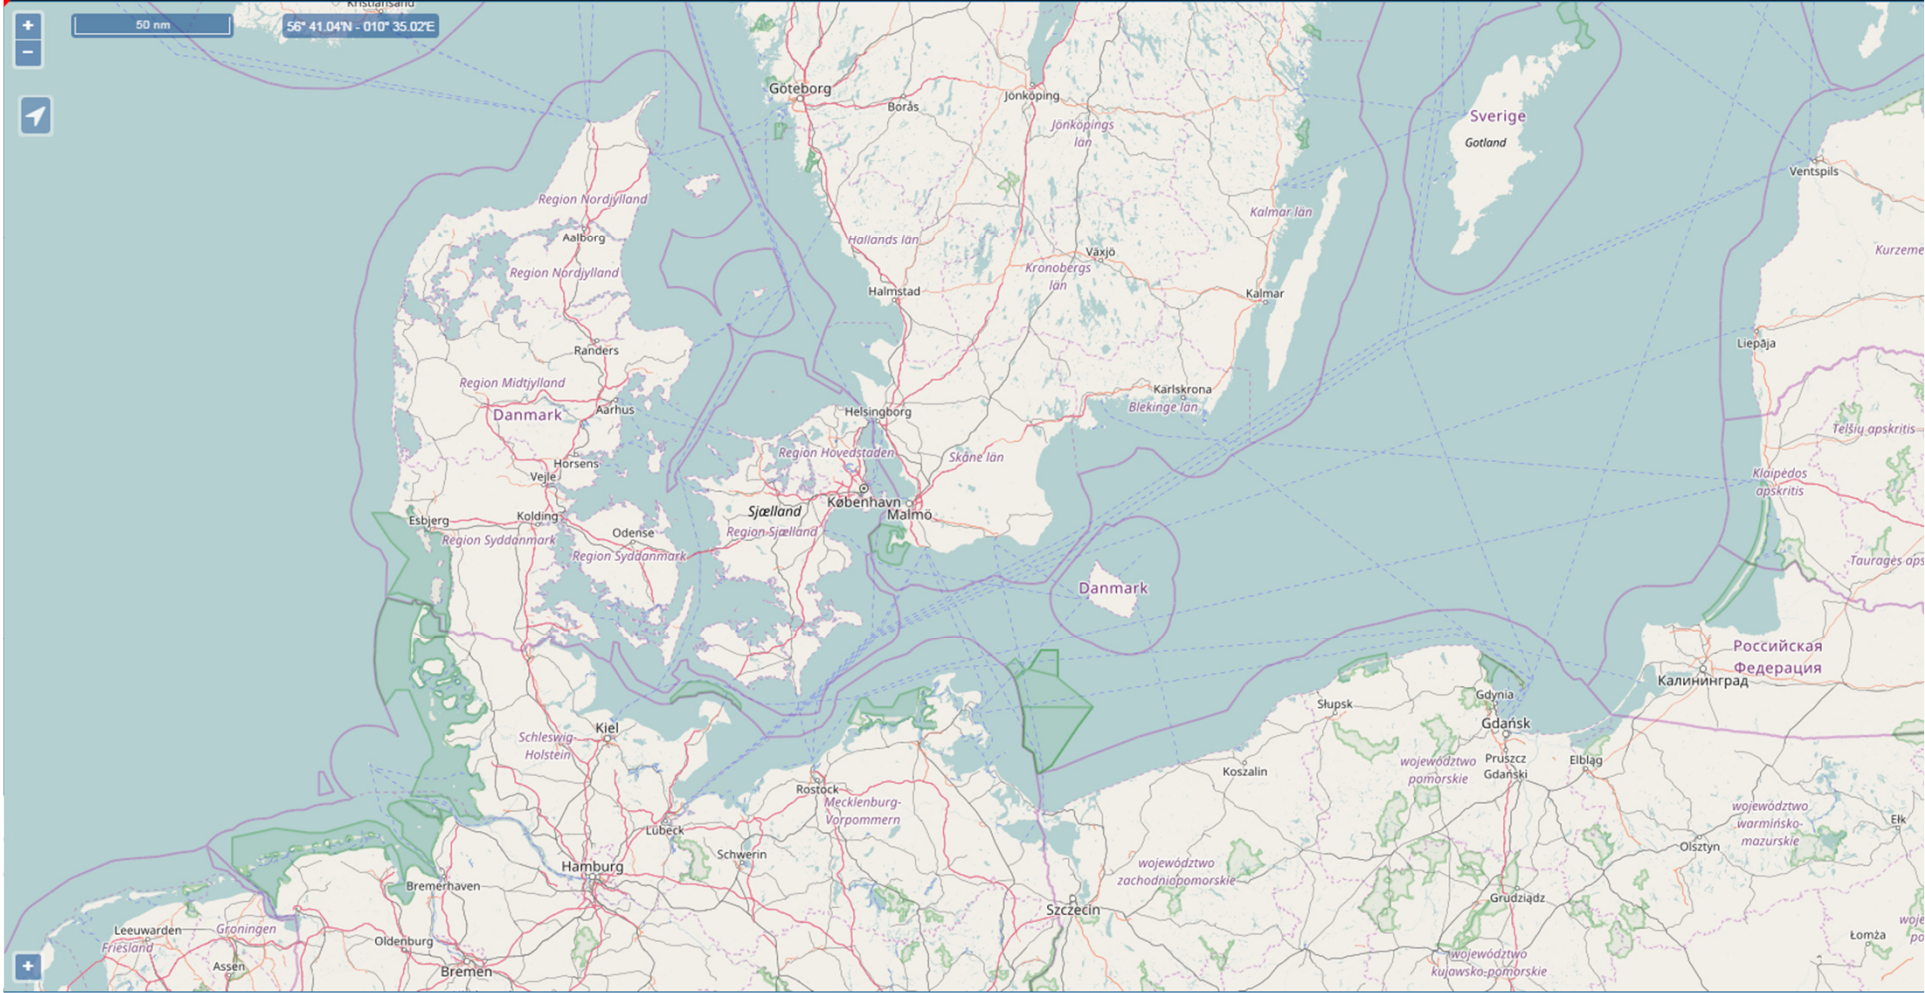 Kristiansand
+
50 nm
56° 41.04'N - 010° 35.02'E
−
Göteborg
Borås
Jönköping
Jönköpings
län
Sverige
Gotland
Ventspils
Region Nordjylland
Aalborg
Region Nordjylland
Hallands län
Växjö
Kronobergs
län
Kalmar län
Kurzeme
Halmstad
Kalmar
Randers
Liepāja
Region Midtjylland
Danmark
Aarhus
Helsingborg
Karlskrona
Blekinge län
Telšių apskritis
Region Hovedstaden
Skåne län
Horsens
Vejle
Klaipėdos
apskritis
København
Malmö
Sjælland
Region Sjælland
Esbjerg
Kolding
Odense
Region Syddanmark
Region Syddanmark
Tauragės aps
Danmark
Российская
Федерация
Калининград
Gdynia
Gdańsk
Słupsk
Kiel
Schleswig-
Holstein
Pruszcz
Gdański
Elbląg
Koszalin
województwo
pomorskie
Rostock
Mecklenburg-
Vorpommern
województwo
warmińsko-
mazurskie
Ełk
Lübeck
Schwerin
Olsztyn
Hamburg
województwo
zachodniopomorskie
Bremerhaven
Grudziądz
Szczecin
Leeuwarden
Groningen
Friesland
Oldenburg
Łomża
woje
po
Assen
Bremen
województwo
kujawsko-pomorskie
+